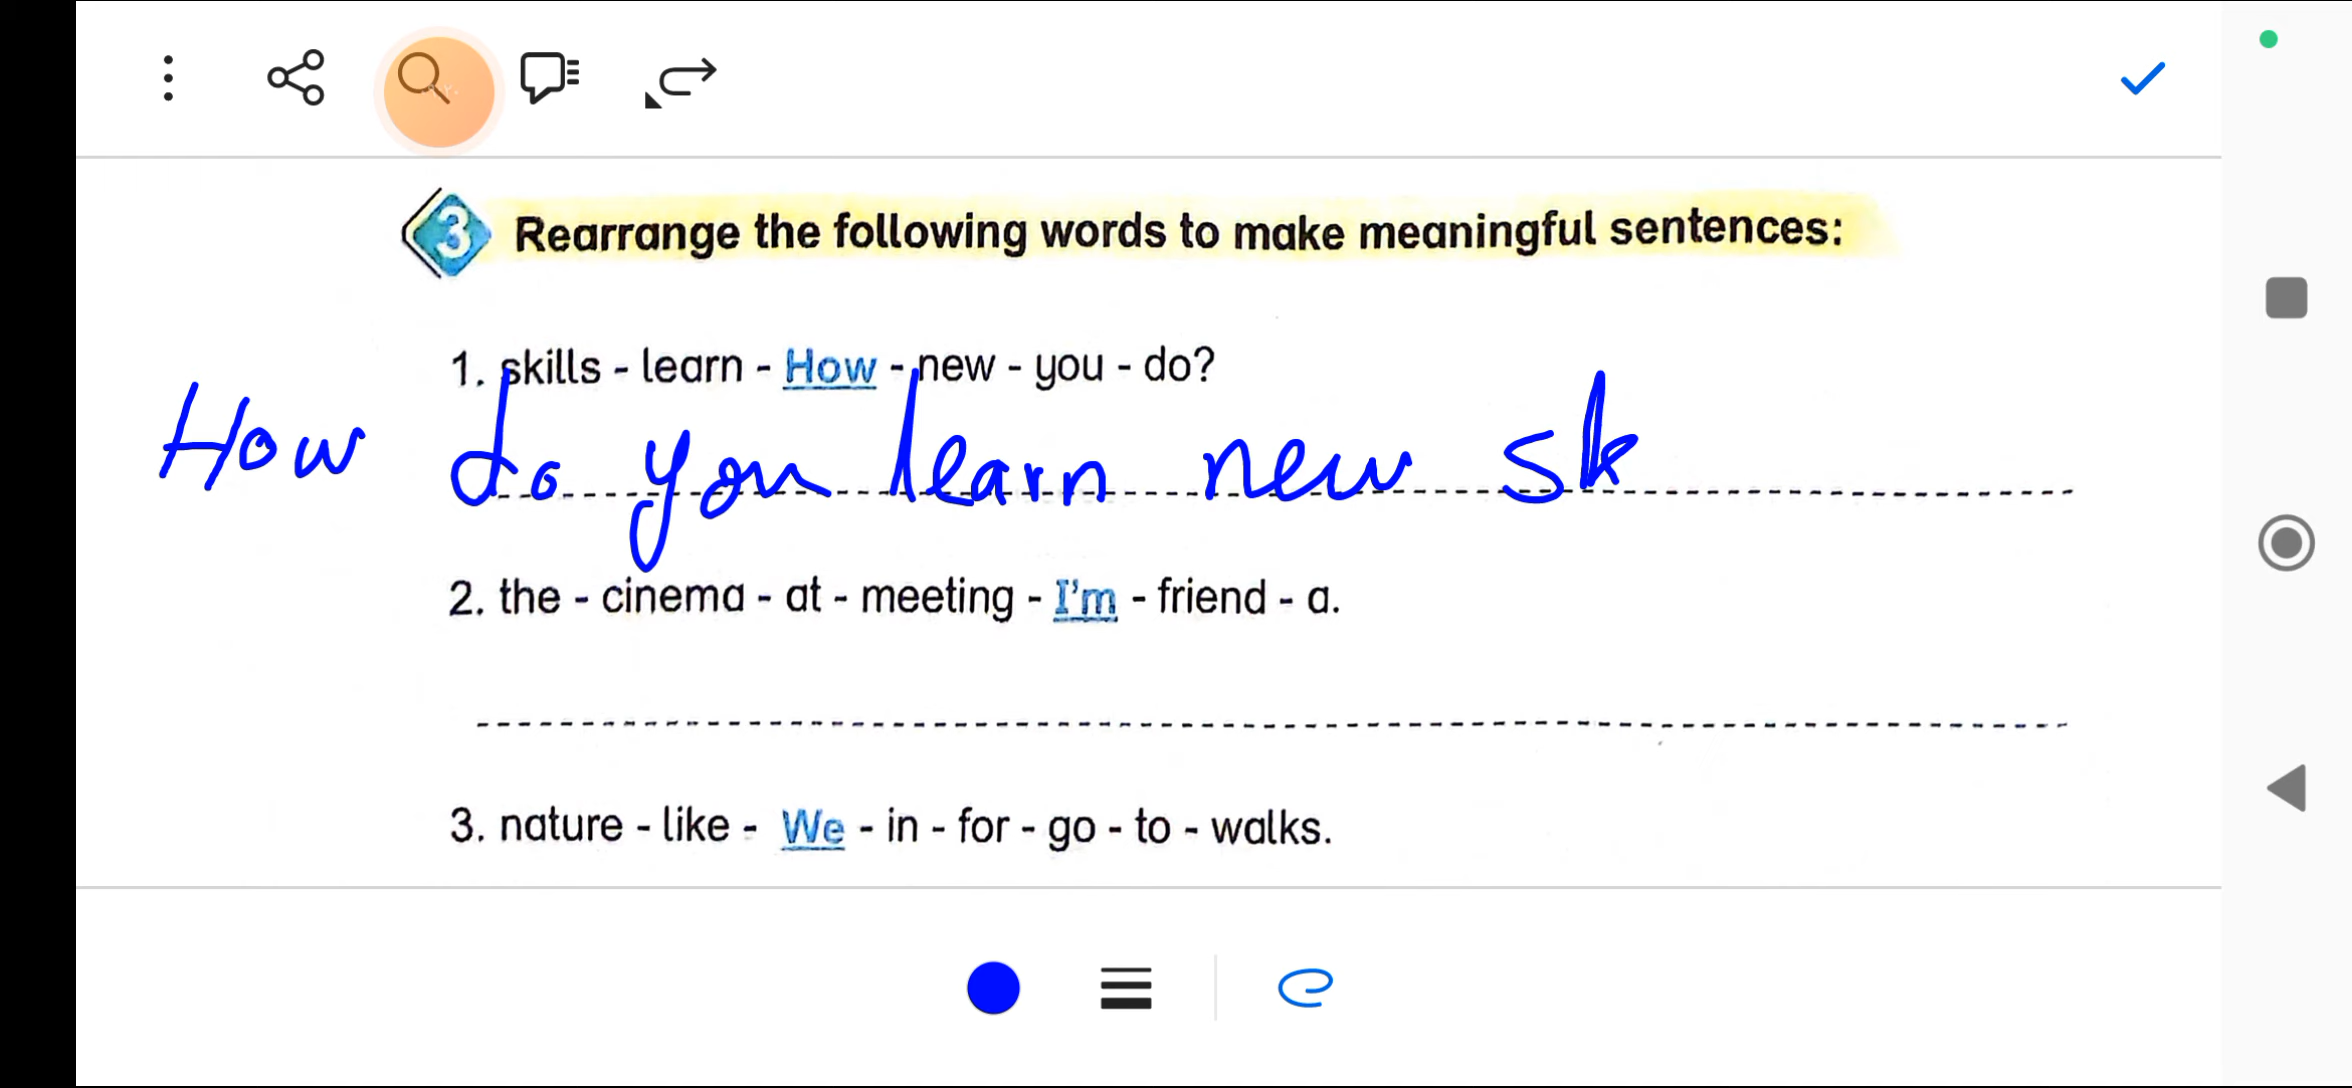 3 Rearrange the following words to make meaningful sentences:
1. skills - learn - How - new - you - do?
How do you learn new sk
2. the - cinema - at - meeting - I'm - friend - a.
3. nature - like - We - in - for - go - to - walks.